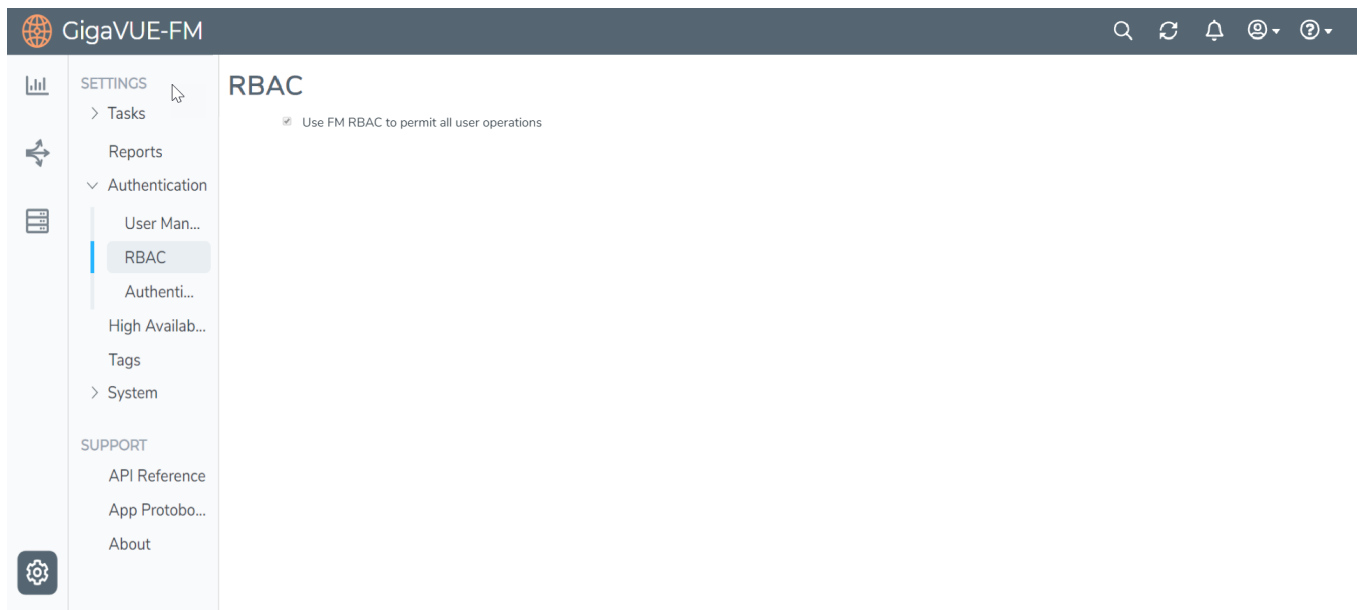 GigaVUE-FM
SETTINGS
Tasks
Reports
Authentication
User Man...
RBAC
Authenti...
High Availab...
Tags
System
SUPPORT
API Reference
App Protobo...
About
RBAC
Use FM RBAC to permit all user operations